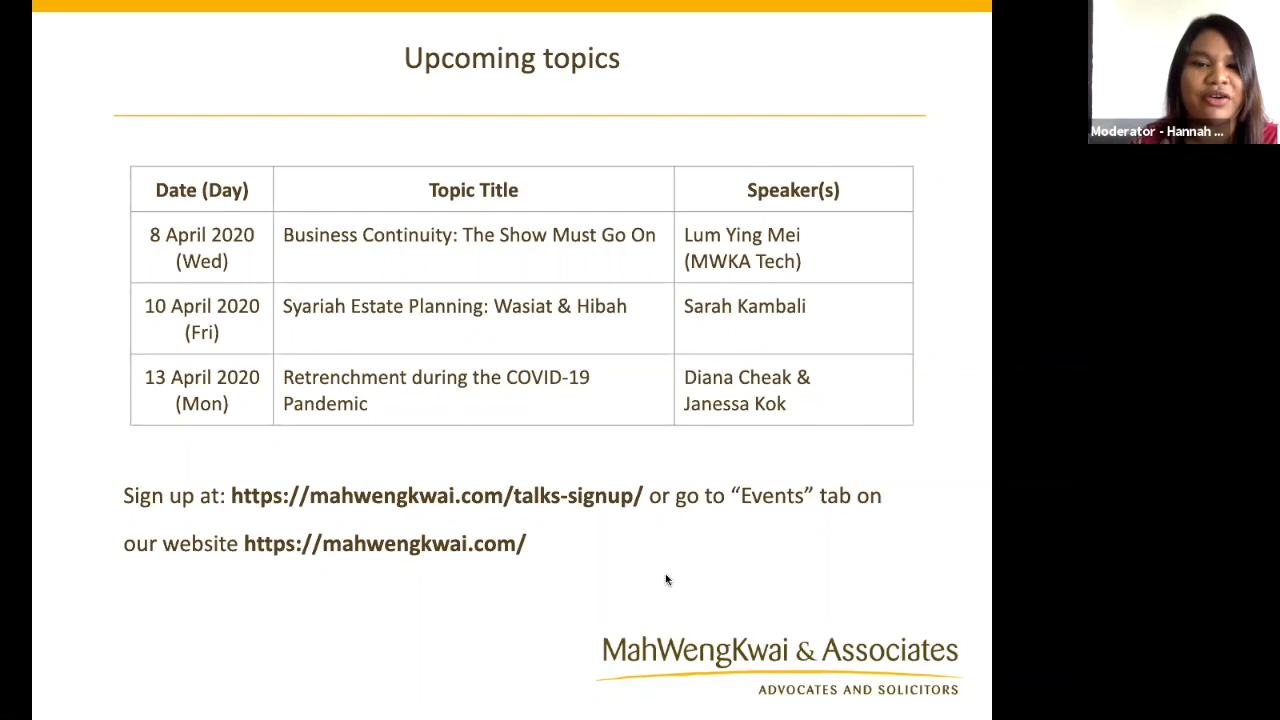 Upcoming topics
Moderator - Hannah ...
Date (Day) Topic Title Speaker(s)
8 April 2020 Business Continuity: The Show Must Go On Lum Ying Mei
(Wed) (MWKA Tech)
10 April 2020 Syariah Estate Planning: Wasiat & Hibah Sarah Kambali
(Fri)
13 April 2020 Retrenchment during the COVID-19 Diana Cheak &
(Mon) Pandemic Janessa Kok
Sign up at: https://mahwengkwai.com/talks-signup/ or go to “Events” tab on
our website https://mahwengkwai.com/
MahWengKwai & Associates
ADVOCATES AND SOLICITORS